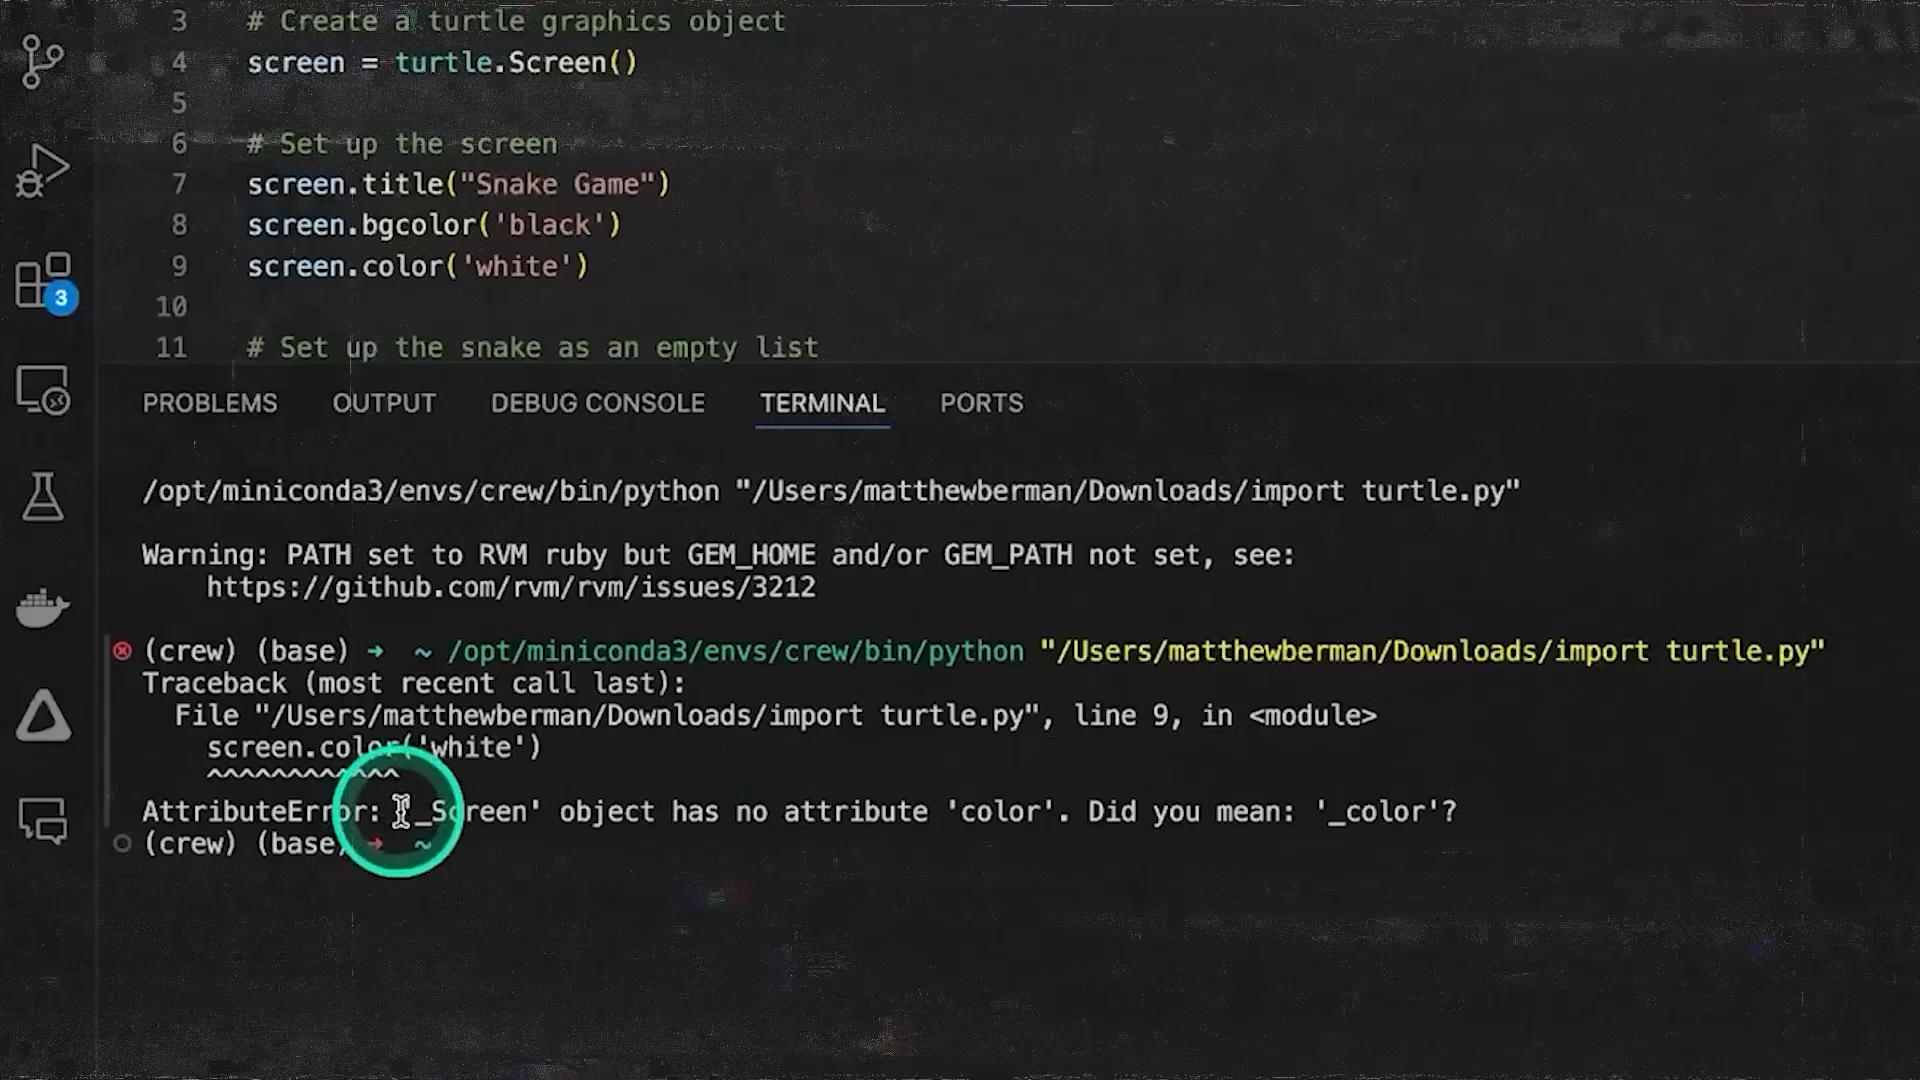 3 # Create a turtle graphics object
4 screen = turtle.Screen()
5
6 # Set up the screen
7 screen.title("Snake Game")
8 screen.bgcolor('black')
9 screen.color('white')
10
11 # Set up the snake as an empty list
3
PROBLEMS OUTPUT DEBUG CONSOLE TERMINAL PORTS
/opt/miniconda3/envs/crew/bin/python "/Users/matthewberman/Downloads/import turtle.py"
Warning: PATH set to RVM ruby but GEM_HOME and/or GEM_PATH not set, see:
https://github.com/rvm/rvm/issues/3212
(crew) (base) ➜ ~ /opt/miniconda3/envs/crew/bin/python "/Users/matthewberman/Downloads/import turtle.py"
Traceback (most recent call last):
File "/Users/matthewberman/Downloads/import turtle.py", line 9, in <module>
screen.color('white')
^^^^^^^^^^^^
AttributeError: '_Screen' object has no attribute 'color'. Did you mean: '_color'?
(crew) (base) ➜ ~